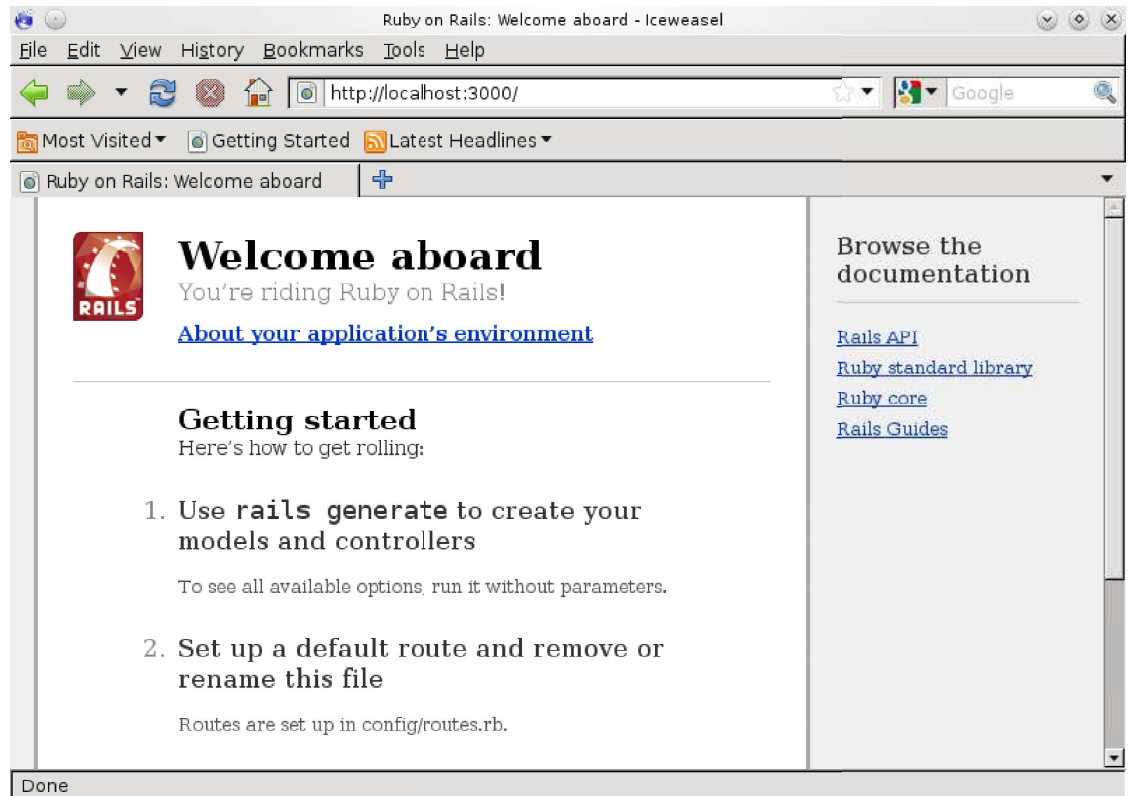 Ruby on Rails: Welcome aboard - Iceweasel
File Edit View History Bookmarks Tools Help
http://localhost:3000/
Google
Most Visited Getting Started Latest Headlines
Ruby on Rails: Welcome aboard
RAILS
Welcome aboard
You're riding Ruby on Rails!
About your application's environment
Getting started
Here's how to get rolling:
1. Use rails generate to create your
models and controllers
To see all available options, run it without parameters.
2. Set up a default route and remove or
rename this file
Routes are set up in config/routes.rb.
Browse the
documentation
Rails API
Ruby standard library
Ruby core
Rails Guides
Done